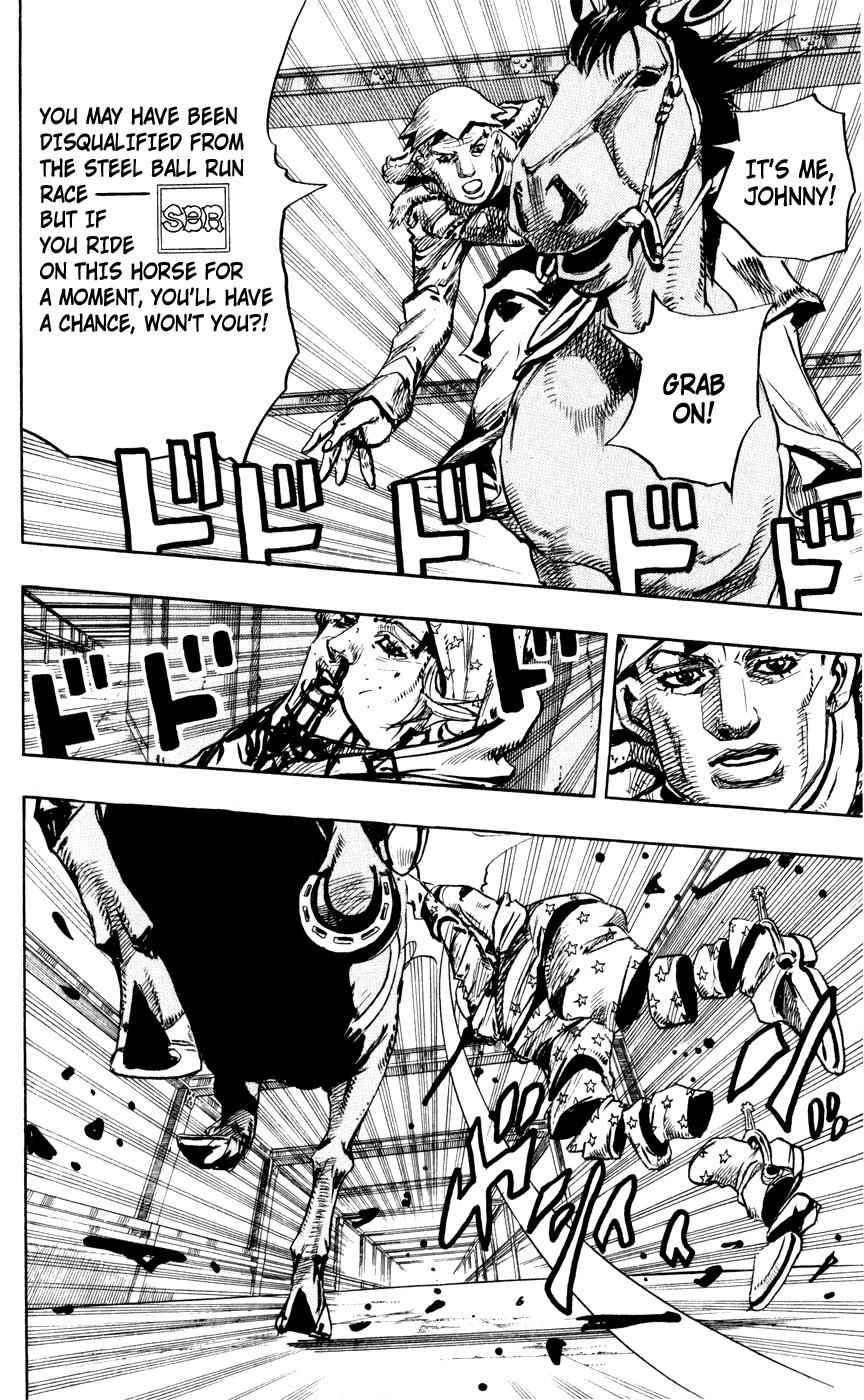 IT'S ME,
JOHNNY!
YOU MAY HAVE BEEN
DISQUALIFIED FROM
THE STEEL BALL RUN
RACE ——
SBR
BUT IF
YOU RIDE
ON THIS HORSE FOR
A MOMENT, YOU'LL HAVE
A CHANCE, WON'T YOU?!
GRAB
ON!
ド ド ド ド ド
ド ド ド